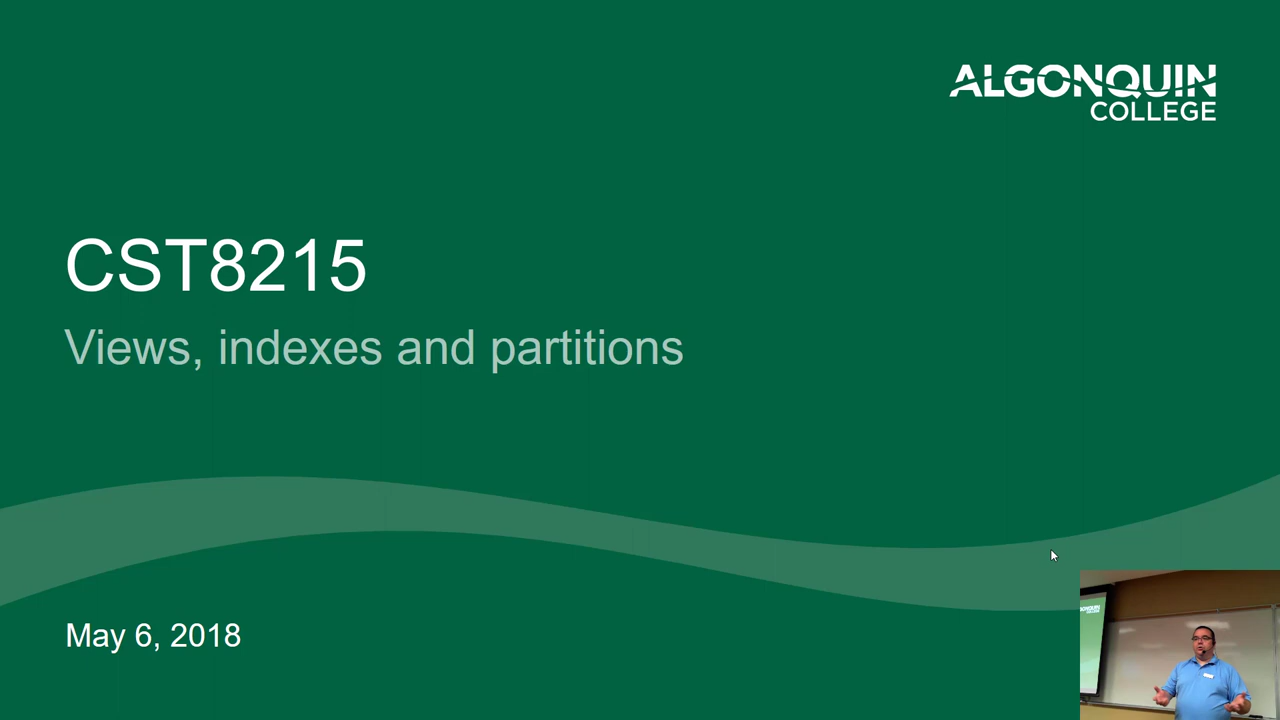 ALGONQUIN
COLLEGE
CST8215
Views, indexes and partitions
May 6, 2018